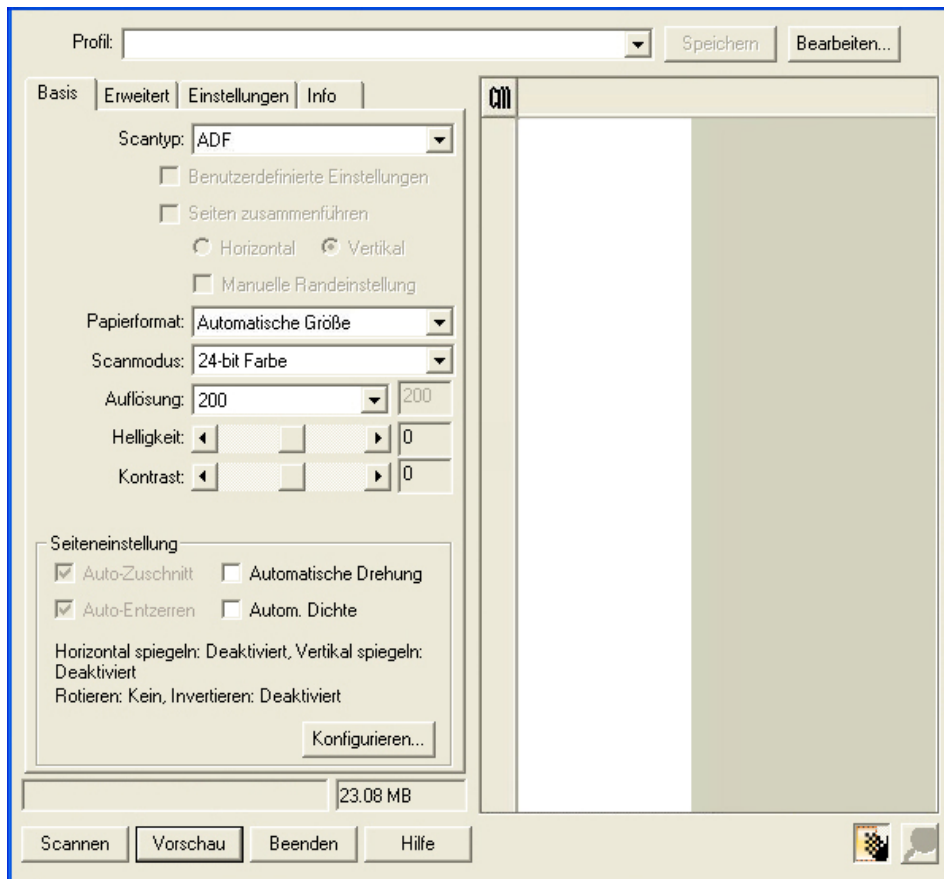 Profil:
Speichern
Bearbeiten...
Basis
Erweitert
Einstellungen
Info
Scantyp: ADF
Benutzerdefinierte Einstellungen
Seiten zusammenführen
Horizontal
Vertikal
Manuelle Randeinstellung
Papierformat: Automatische Größe
Scanmodus: 24-bit Farbe
Auflösung: 200 200
Helligkeit: 0
Kontrast: 0
Seiteneinstellung
Auto-Zuschnitt
Automatische Drehung
Auto-Entzerren
Autom. Dichte
Horizontal spiegeln: Deaktiviert, Vertikal spiegeln:
Deaktiviert
Rotieren: Kein, Invertieren: Deaktiviert
Konfigurieren...
23.08 MB
Scannen
Vorschau
Beenden
Hilfe